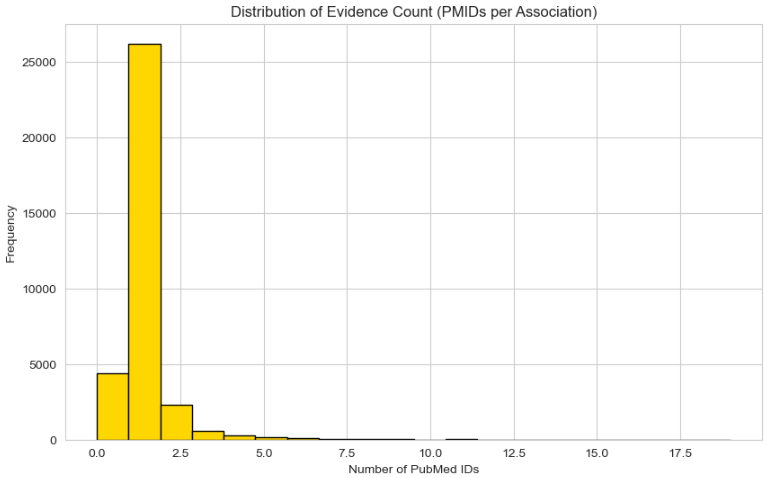 Distribution of Evidence Count (PMIDs per Association)
Frequency
25000
20000
15000
10000
5000
0
0.0 2.5 5.0 7.5 10.0 12.5 15.0 17.5
Number of PubMed IDs